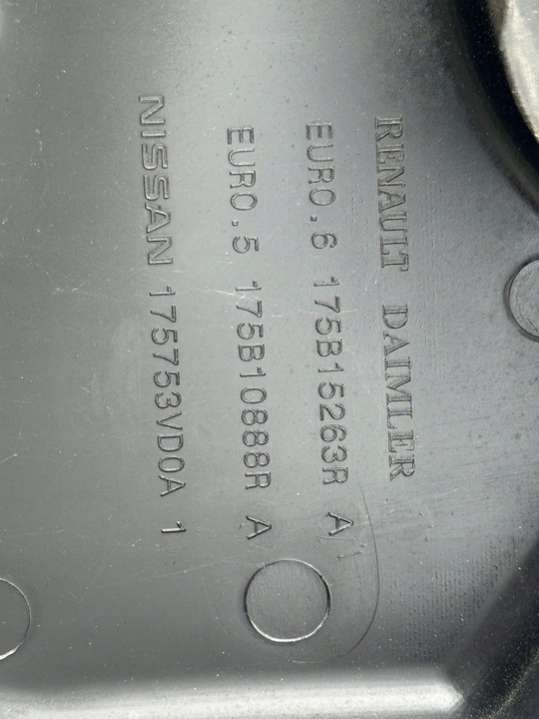 RENAULT DAIMLER
EURO.6 175B15263R A
EURO.5 175B10888R A
NISSAN 175753VD0A 1